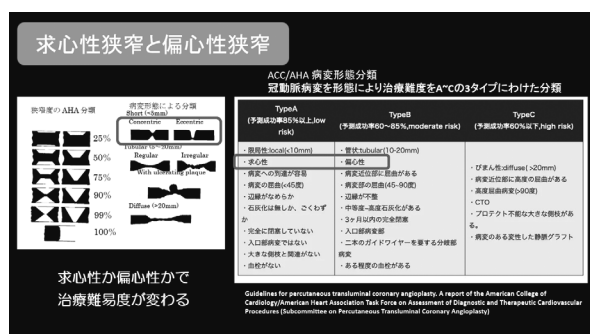 求心性狭窄と偏心性狭窄
ACC/AHA 病変形態分類
冠動脈病変を形態により治療難度をA~Cの3タイプにわけた分類
狭窄度のAHA分類
25%
50%
75%
90%
99%
100%
病変形態による分類
Short (~5mm)
Concentric Eccentric
Tubular (5~20mm)
Regular Irregular
With ulcerating plaque
Diffuse (>20mm)
求心性か偏心性かで
治療難易度が変わる
TypeA
(予測成功率85%以上,low
risk)
・限局性:local(<10mm)
・求心性
・病変への到達が容易
・病変の屈曲(<45度)
・辺縁がなめらか
・石灰化は無しか、ごくわず
か
・完全に閉塞していない
・入口部病変ではない
・大きな側枝と関連がない
・血栓がない
TypeB
(予測成功率60~85%,moderate risk)
・管状:tubular(10-20mm)
・偏心性
・病変近位部に屈曲がある
・病変部の屈曲(45-90度)
・辺縁が不整
・中等度-高度石灰化がある
・3ヶ月以内の完全閉塞
・入口部病変
・二本のガイドワイヤーを要する分岐部
病変
・ある程度の血栓がある
TypeC
(予測成功率60%以下,high risk)
・びまん性:diffuse( >20mm)
・病変近位部に高度の屈曲がある
・高度屈曲病変(>90度)
・CTO
・プロテクト不能な大きな側枝があ
る。
・病変のある変性した静脈グラフト
Guidelines for percutaneous transluminal coronary angioplasty. A report of the American College of
Cardiology/American Heart Association Task Force on Assessment of Diagnostic and Therapeutic Cardiovascular
Procedures (Subcommittee on Percutaneous Transluminal Coronary Angioplasty)